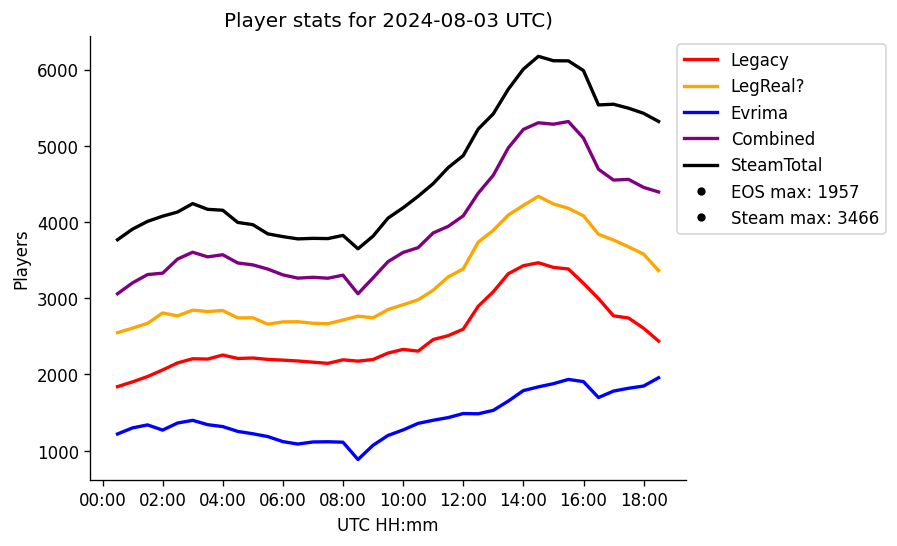 Player stats for 2024-08-03 UTC)
Legacy
LegReal?
Evrima
Combined
SteamTotal
EOS max: 1957
Steam max: 3466
Players
6000
5000
4000
3000
2000
1000
00:00 02:00 04:00 06:00 08:00 10:00 12:00 14:00 16:00 18:00
UTC HH:mm